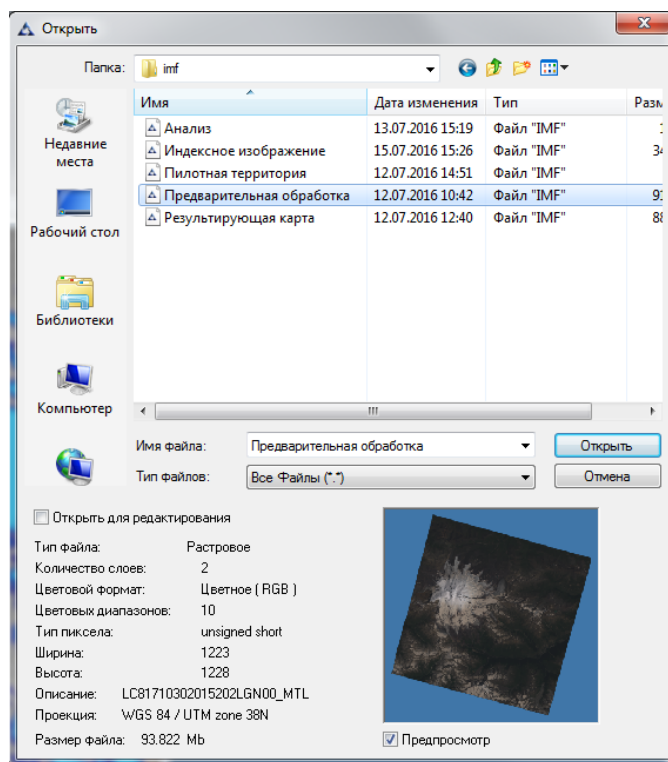 Открыть
Папка: imf
Имя Дата изменения Тип Разм
Анализ 13.07.2016 15:19 Файл "IMF" 1
Индексное изображение 15.07.2016 15:26 Файл "IMF" 34
Пилотная территория 12.07.2016 14:51 Файл "IMF"
Предварительная обработка 12.07.2016 10:42 Файл "IMF" 93
Результирующая карта 12.07.2016 12:40 Файл "IMF" 88
Недавние места
Рабочий стол
Библиотеки
Компьютер
Имя файла: Предварительная обработка Открыть
Тип файлов: Все Файлы (*.*) Отмена
Открыть для редактирования
Тип файла: Растровое
Количество слоев: 2
Цветовой формат: Цветное ( RGB )
Цветовых диапазонов: 10
Тип пиксела: unsigned short
Ширина: 1223
Высота: 1228
Описание: LC81710302015202LGN00_MTL
Проекция: WGS 84 / UTM zone 38N
Размер файла: 93.822 Mb
Предпросмотр